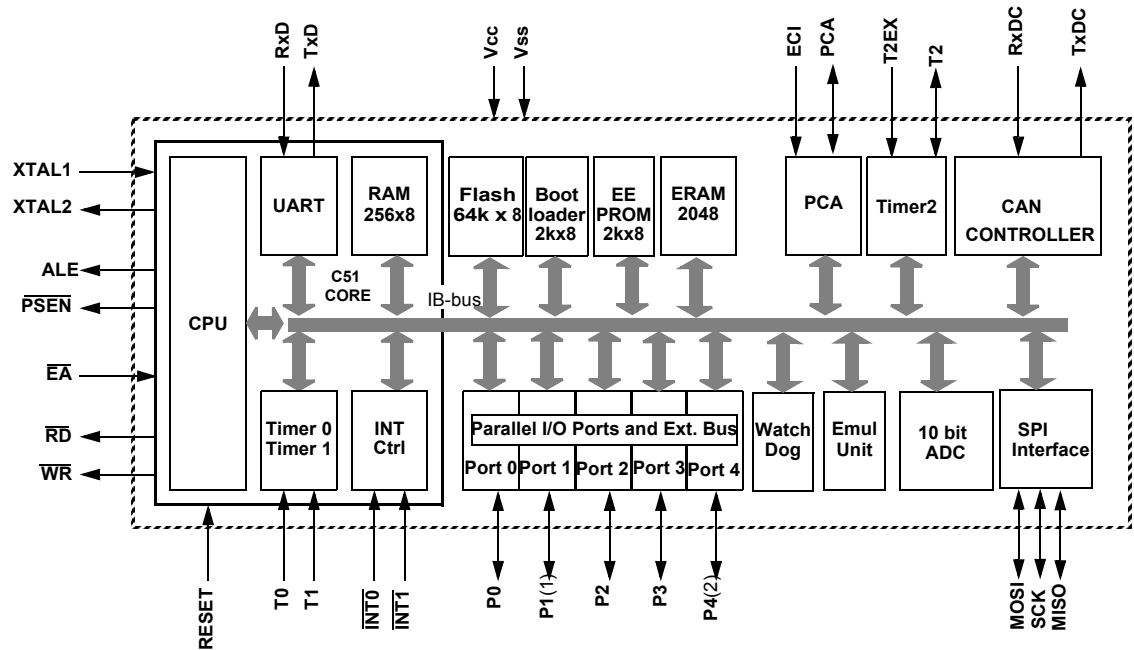 RxD
TxD
Vcc
Vss
ECI
PCA
T2EX
T2
RxDC
TxDC
XTAL1
XTAL2
ALE
PSEN
EA
RD
WR
CPU
UART
RAM
256x8
C51
CORE
IB-bus
Flash
64k x 8
Boot
loader
2kx8
EE
PROM
2kx8
ERAM
2048
PCA
Timer2
CAN
CONTROLLER
Timer 0
Timer 1
INT
Ctrl
Parallel I/O Ports and Ext. Bus
Port 0
Port 1
Port 2
Port 3
Port 4
Watch
Dog
Emul
Unit
10 bit
ADC
SPI
Interface
RESET
T0
T1
INT0
INT1
P0
P1(1)
P2
P3
P4(2)
MOSI
SCK
MISO